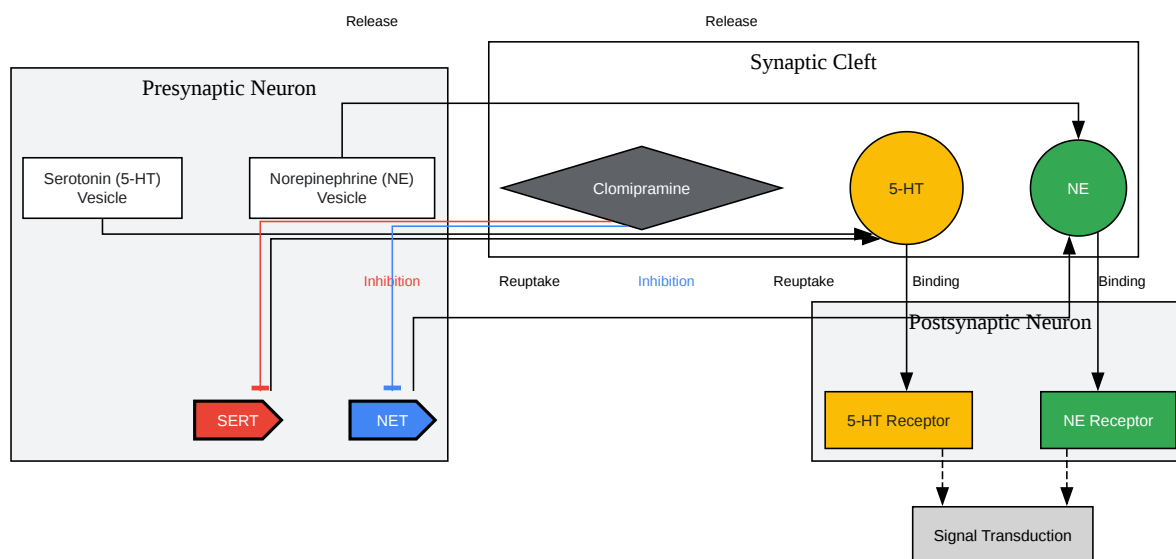 Release
Release
Synaptic Cleft
Presynaptic Neuron
Serotonin (5-HT)
Vesicle
Norepinephrine (NE)
Vesicle
Clomipramine
5-HT
NE
Inhibition
Reuptake
Inhibition
Reuptake
Binding
Binding
Postsynaptic Neuron
SERT
NET
5-HT Receptor
NE Receptor
Signal Transduction